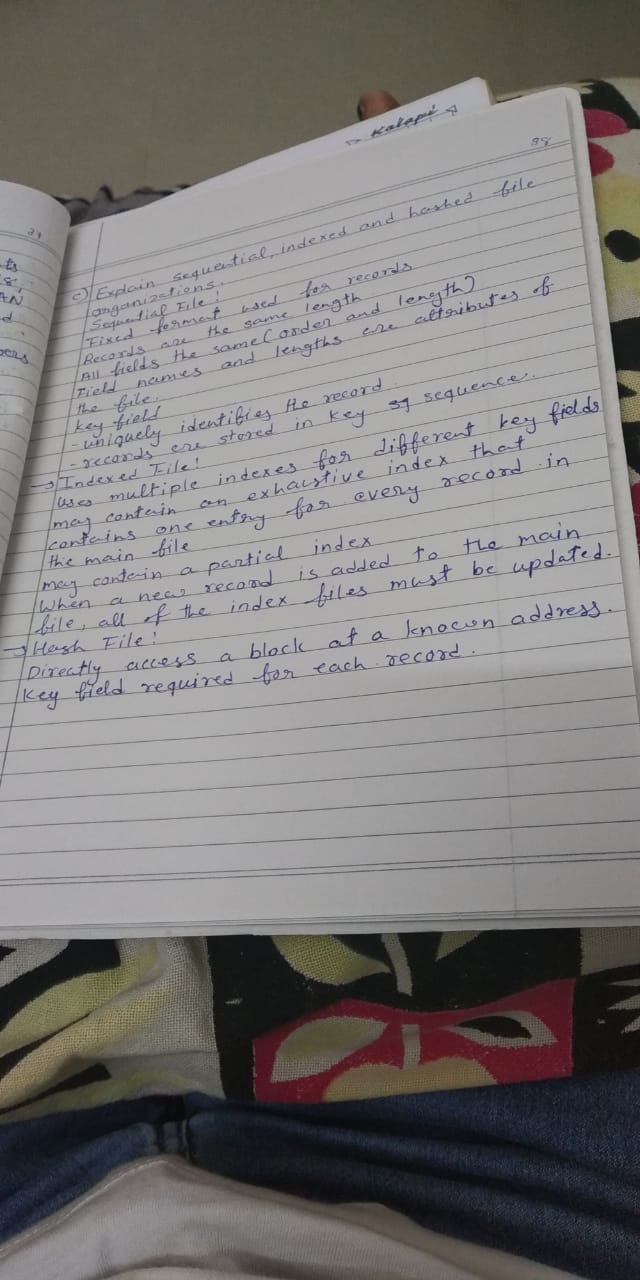 Kalapi
38
c) Explain sequential, indexed and hashed file
organizations.
Sequential File:
Fixed format used for records
Records are the same length
All fields the same (order and length)
Field names and lengths are attributes of
the file.
key field
- uniquely identifies the record
- records are stored in key sq sequence.
→ Indexed File:
Uses multiple indexes for different key fields
may contain an exhaustive index that
contains one entry for every record in
the main file
may contain a partial index
When a new record is added to the main
file, all of the index files must be updated.
→ Hash File:
Directly access a block at a known address.
Key field required for each record.